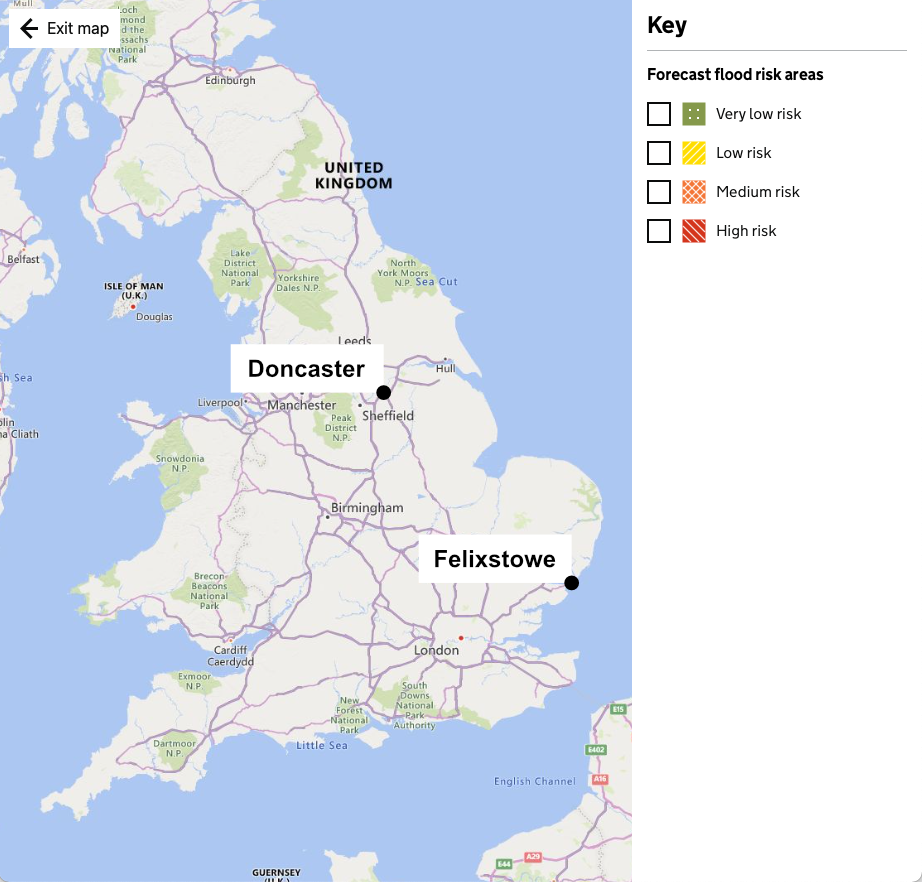 Mull
Exit map
Loch
Lomond
and the
Trossachs
National
Park
Edinburgh
UNITED
KINGDOM
Belfast
ISLE OF MAN
(U.K.)
Douglas
Lake
District
National
Park
Yorkshire
Dales N.P.
North
York Moors
N.P.
Sea Cut
Leeds
Hull
Doncaster
sh Sea
Liverpool
Manchester
Sheffield
Peak
District
N.P.
blin
ha Cliath
Snowdonia
N.P.
Birmingham
Felixstowe
Brecon
Beacons
National
Park
London
Cardiff
Caerdydd
Exmoor
N.P.
South
Downs
National
Park
Authority
New
Forest
National
Park
Little Sea
Dartmoor
N.P.
English Channel
E15
E402
A16
A29
E44
GUERNSEY
(U.K.)
Key
Forecast flood risk areas
Very low risk
Low risk
Medium risk
High risk